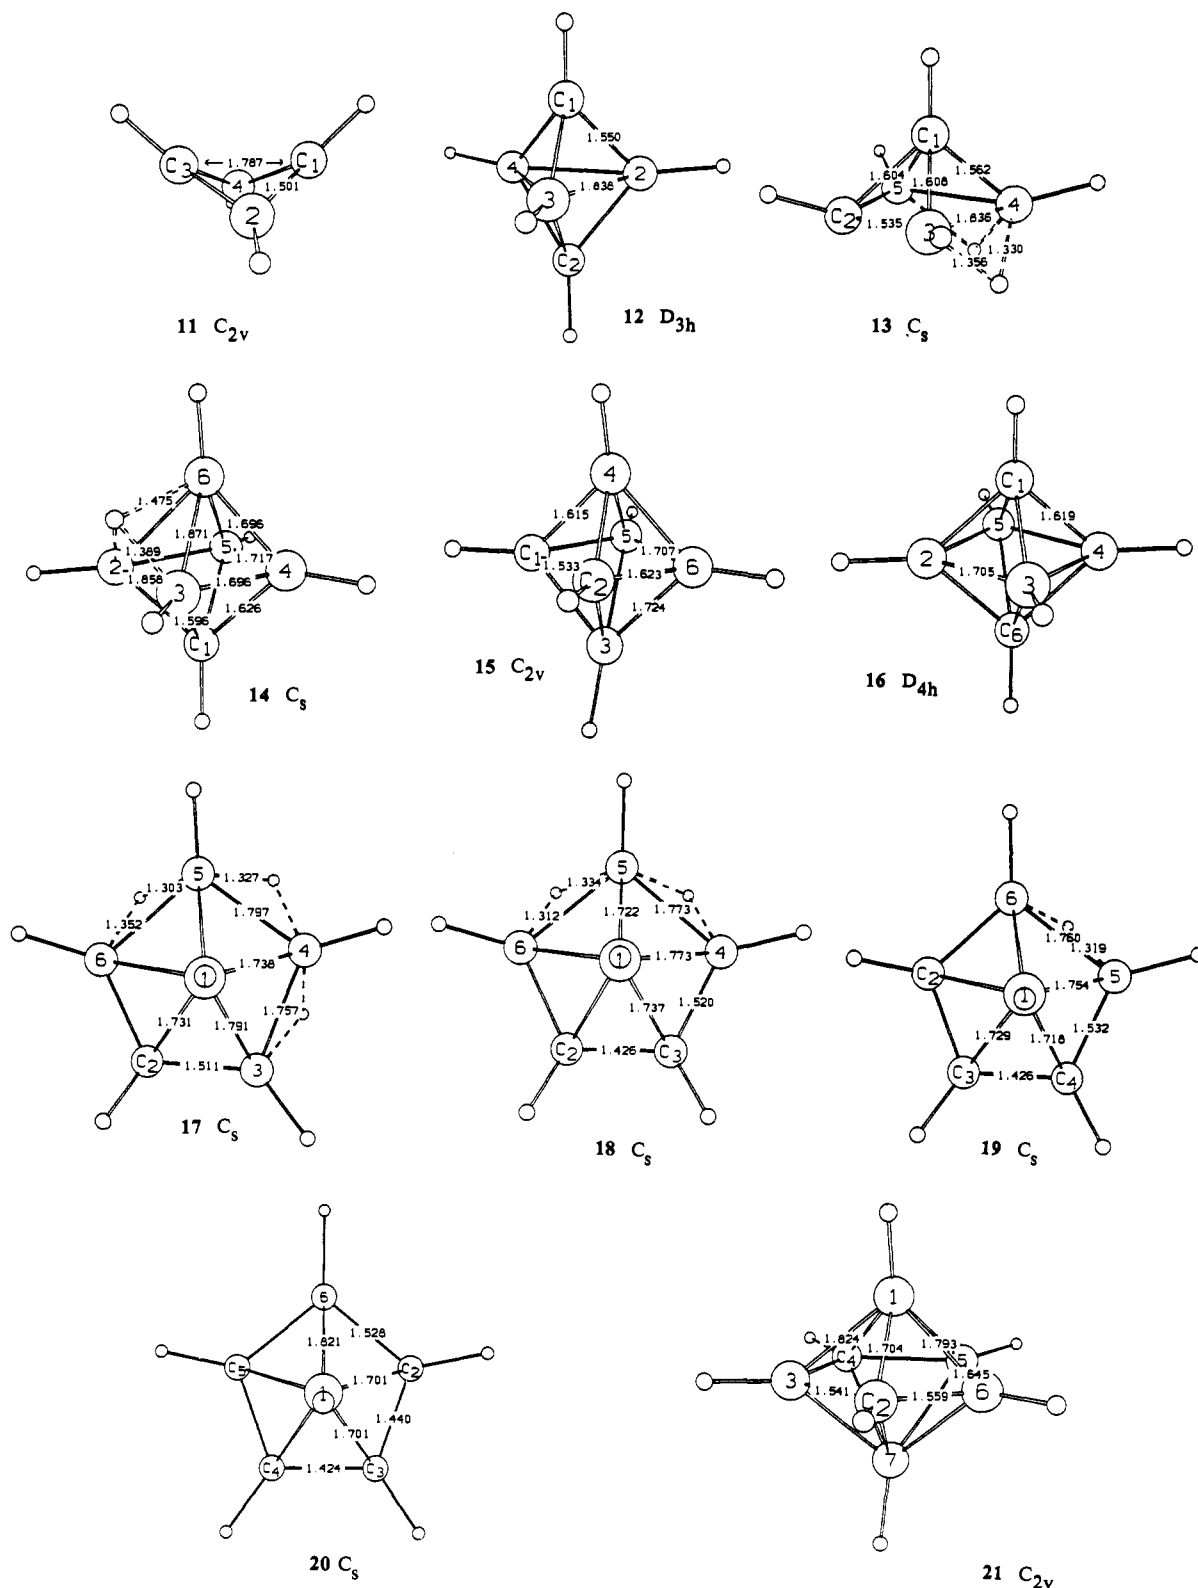 C3 1.787 C1
4 1.501
2
11 C2v
C1
1.550
4 2
3 1.838
C2
12 D3h
C1
1.604 5 1.608 1.562
C2 1.535 3 1.836 4
1.356 1.330
13 Cs
6
1.475 1.696
1.389 1.871 5 1.717
2 1.858 3 1.696 4
1.596 1.626
C1
14 Cs
4
1.615
C1 5 1.707
1.533 C2 1.623 6
1.724
3
15 C2v
C1
5 1.619
2 1.705 3 4
C6
16 D4h
5
1.303 1.327
1.352 1.797
6 4
1 1.738
1.731 1.791 1.757
C2 1.511 3
17 Cs
5
1.334
1.312 1.722 1.773
6 4
1 1.773
1.737 1.520
C2 1.426 C3
18 Cs
6
1.760 1.319
C2 1 1.754 5
1.729 1.718 1.532
C3 1.426 C4
19 Cs
6
1.821 1.528
C5 C2
1 1.701
1.701 1.440
C4 1.424 C3
20 Cs
1
1.824 1.704 1.793
C4 5
3 1.541 C2 1.559 1.645 6
7
21 C2v